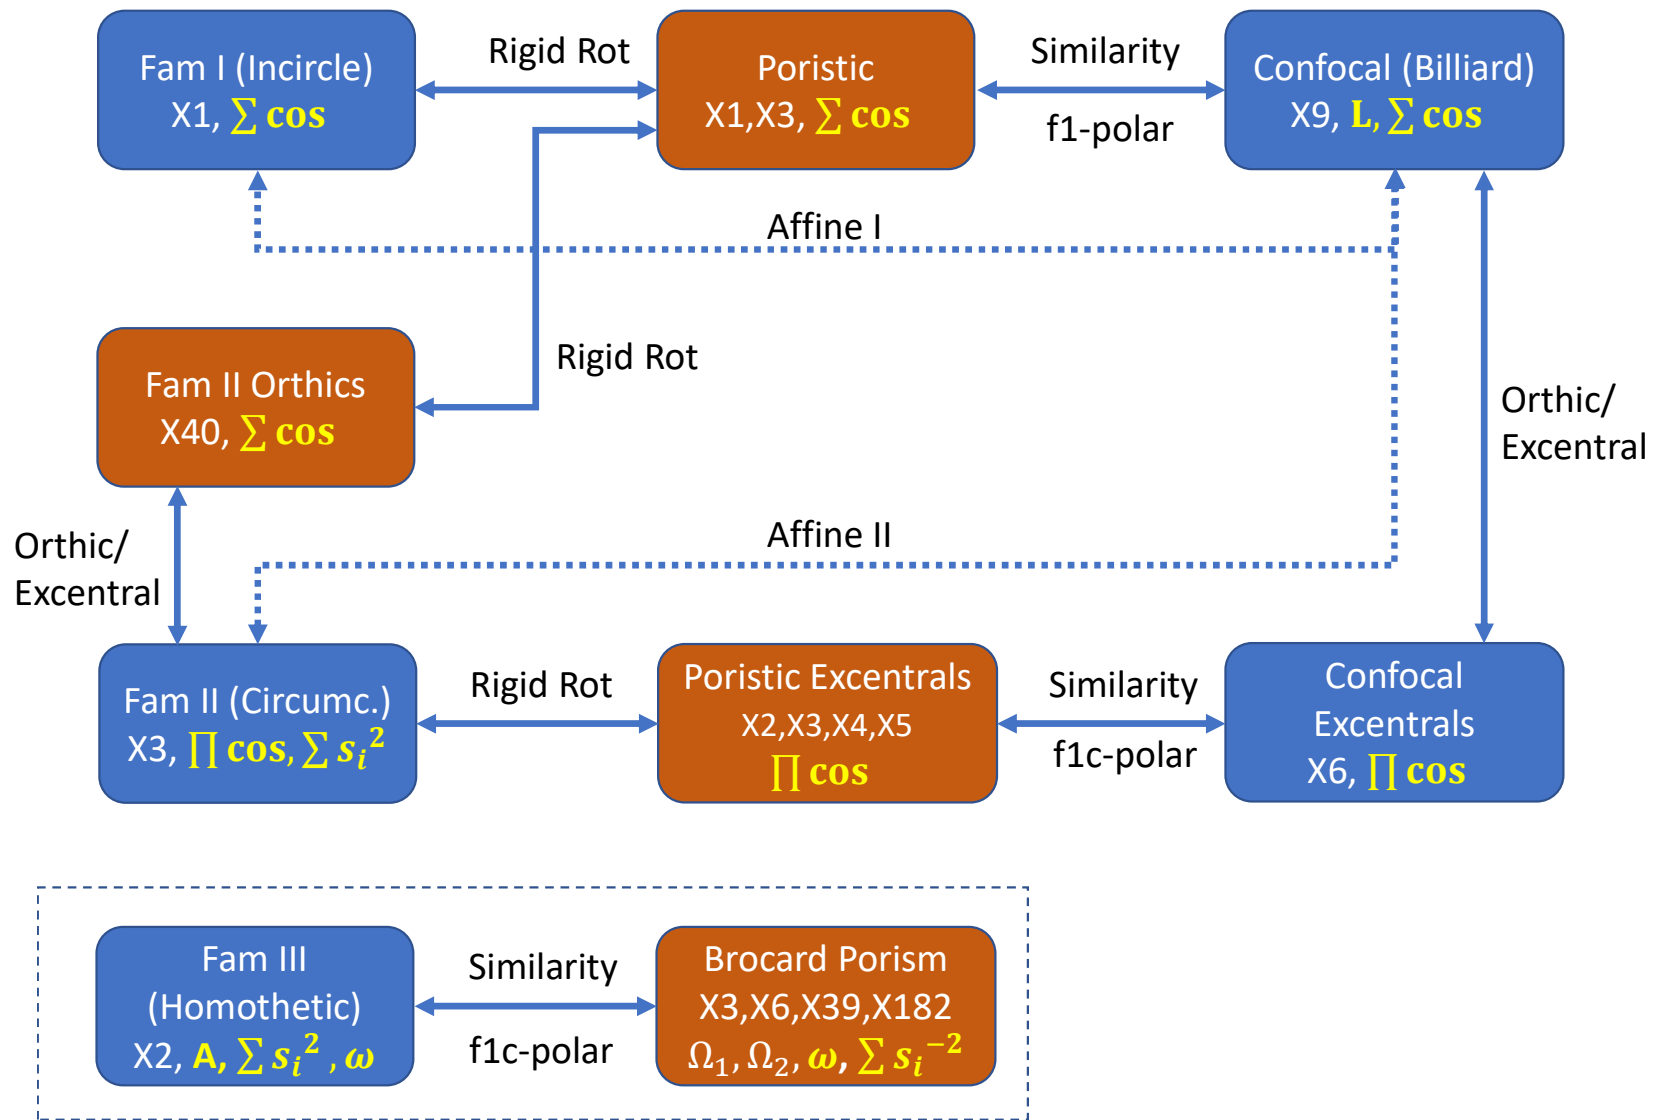 Fam I (Incircle)
X1, ∑ cos
Rigid Rot
Poristic
X1,X3, ∑ cos
Similarity
f1-polar
Confocal (Billiard)
X9, L, ∑ cos
Affine I
Rigid Rot
Fam II Orthics
X40, ∑ cos
Orthic/
Excentral
Orthic/
Excentral
Affine II
Fam II (Circumc.)
X3, ∏ cos, ∑ sᵢ²
Rigid Rot
Poristic Excentrals
X2,X3,X4,X5
∏ cos
Similarity
f1c-polar
Confocal
Excentrals
X6, ∏ cos
Fam III
(Homothetic)
X2, A, ∑ sᵢ² , ω
Similarity
f1c-polar
Brocard Porism
X3,X6,X39,X182
Ω₁, Ω₂, ω, ∑ sᵢ⁻²